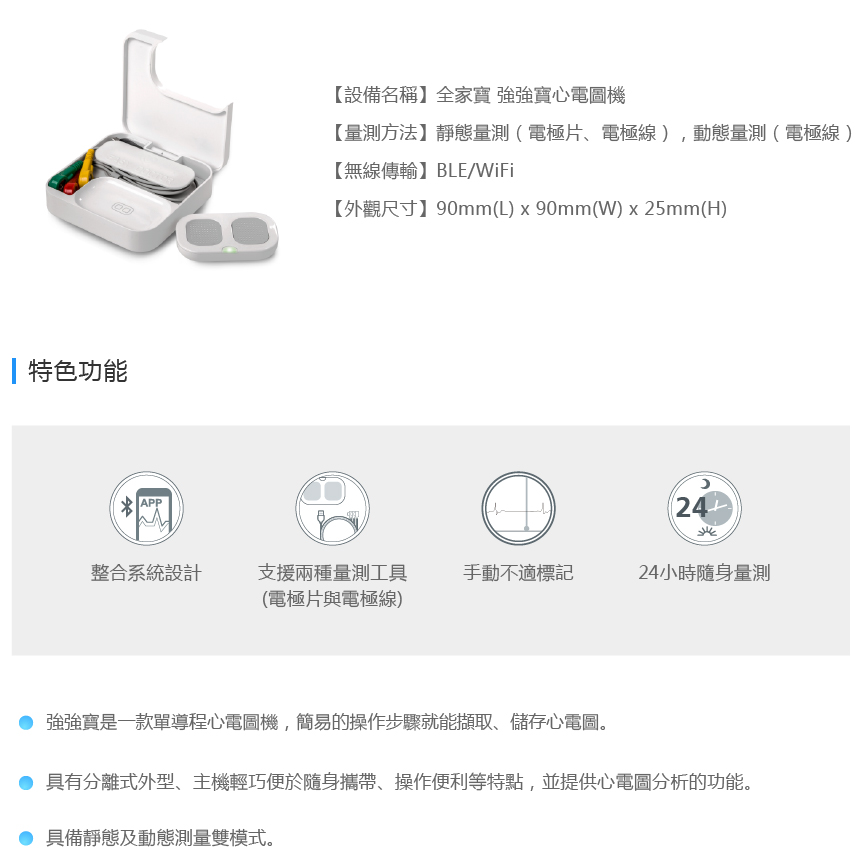 【設備名稱】全家寶 強強寶心電圖機
【量測方法】靜態量測(電極片、電極線),動態量測(電極線)
【無線傳輸】BLE/WiFi
【外觀尺寸】90mm(L) x 90mm(W) x 25mm(H)
特色功能
APP
24
整合系統設計
支援兩種量測工具
(電極片與電極線)
手動不適標記
24小時隨身量測
強強寶是一款單導程心電圖機,簡易的操作步驟就能擷取、儲存心電圖。
具有分離式外型、主機輕巧便於隨身攜帶、操作便利等特點,並提供心電圖分析的功能。
具備靜態及動態測量雙模式。